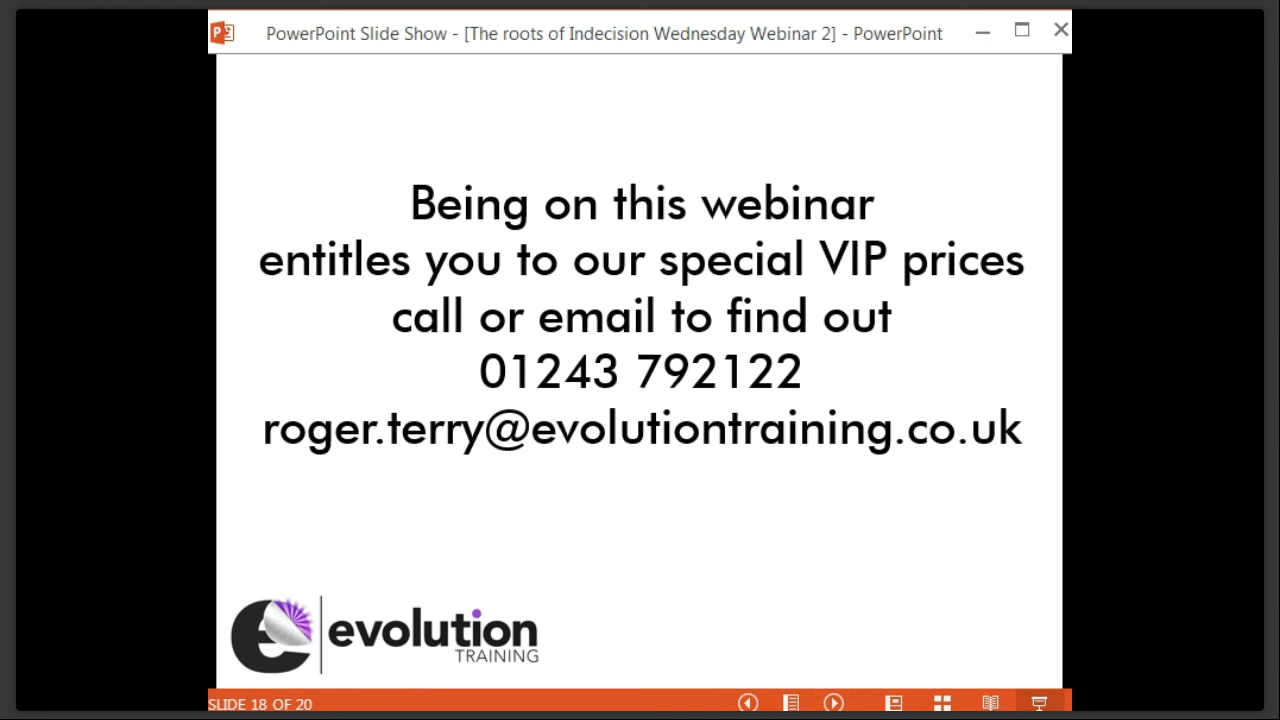 PowerPoint Slide Show - [The roots of Indecision Wednesday Webinar 2] - PowerPoint
Being on this webinar
entitles you to our special VIP prices
call or email to find out
01243 792122
roger.terry@evolutiontraining.co.uk
evolution
TRAINING
SLIDE 18 OF 20